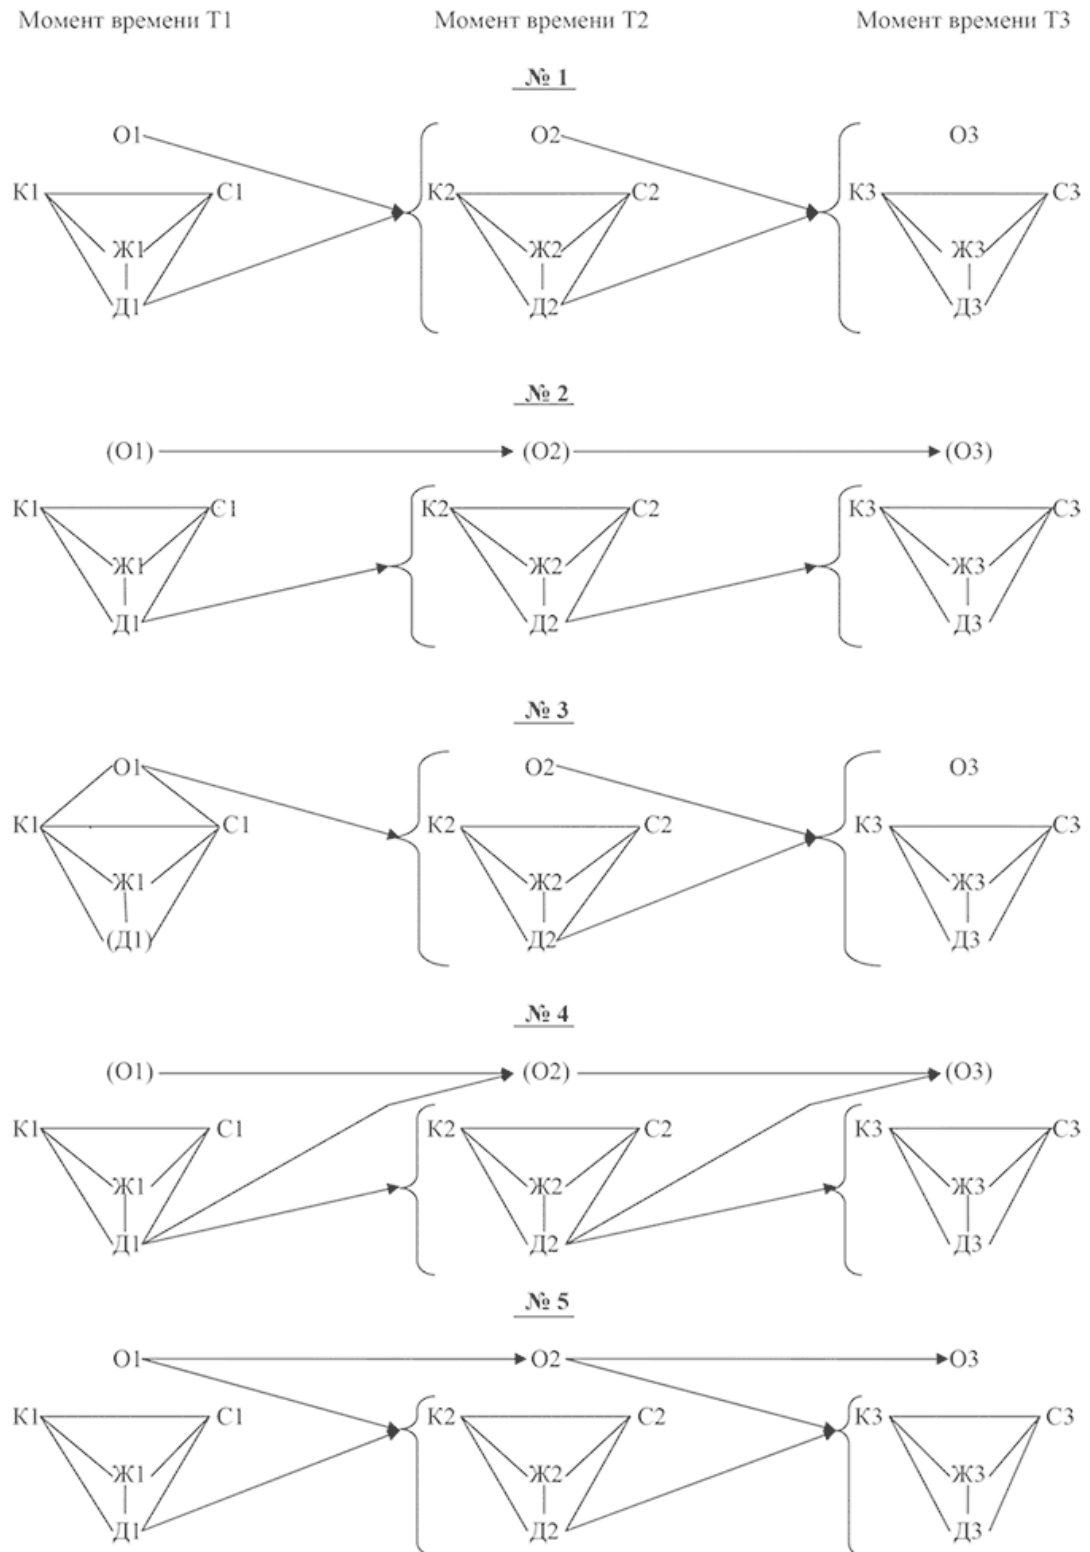 Момент времени Т1 Момент времени Т2 Момент времени Т3
№ 1
О1 О2 О3
К1 С1 К2 С2 К3 С3
Ж1 Ж2 Ж3
Д1 Д2 Д3
№ 2
(О1) (О2) (О3)
К1 С1 К2 С2 К3 С3
Ж1 Ж2 Ж3
Д1 Д2 Д3
№ 3
О1 О2 О3
К1 С1 К2 С2 К3 С3
Ж1 Ж2 Ж3
(Д1) Д2 Д3
№ 4
(О1) (О2) (О3)
К1 С1 К2 С2 К3 С3
Ж1 Ж2 Ж3
Д1 Д2 Д3
№ 5
О1 О2 О3
К1 С1 К2 С2 К3 С3
Ж1 Ж2 Ж3
Д1 Д2 Д3